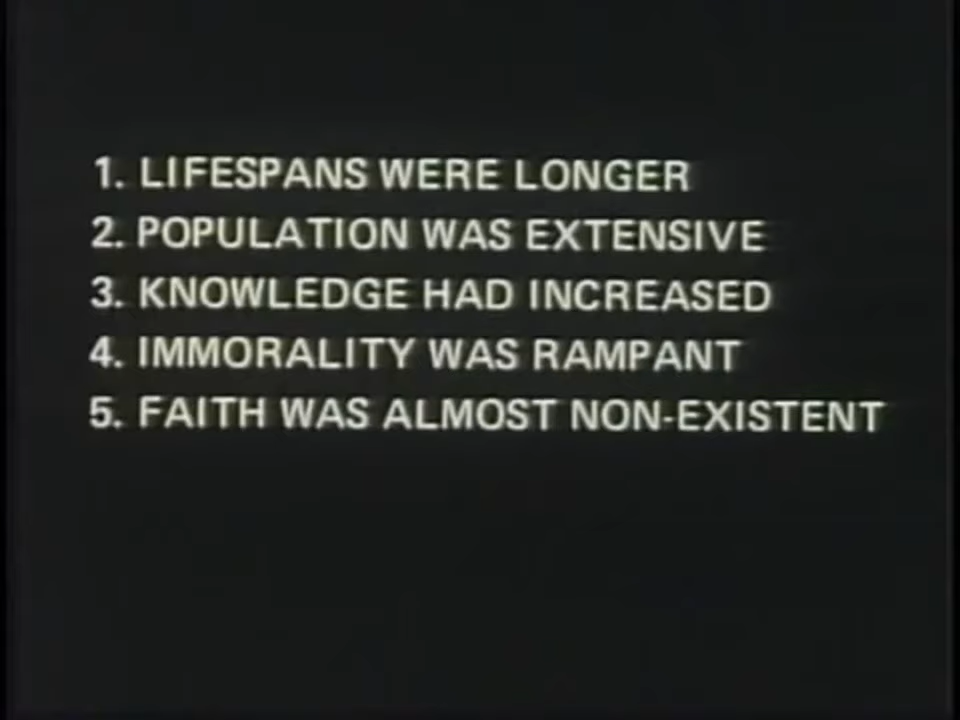 1. LIFESPANS WERE LONGER
2. POPULATION WAS EXTENSIVE
3. KNOWLEDGE HAD INCREASED
4. IMMORALITY WAS RAMPANT
5. FAITH WAS ALMOST NON-EXISTENT